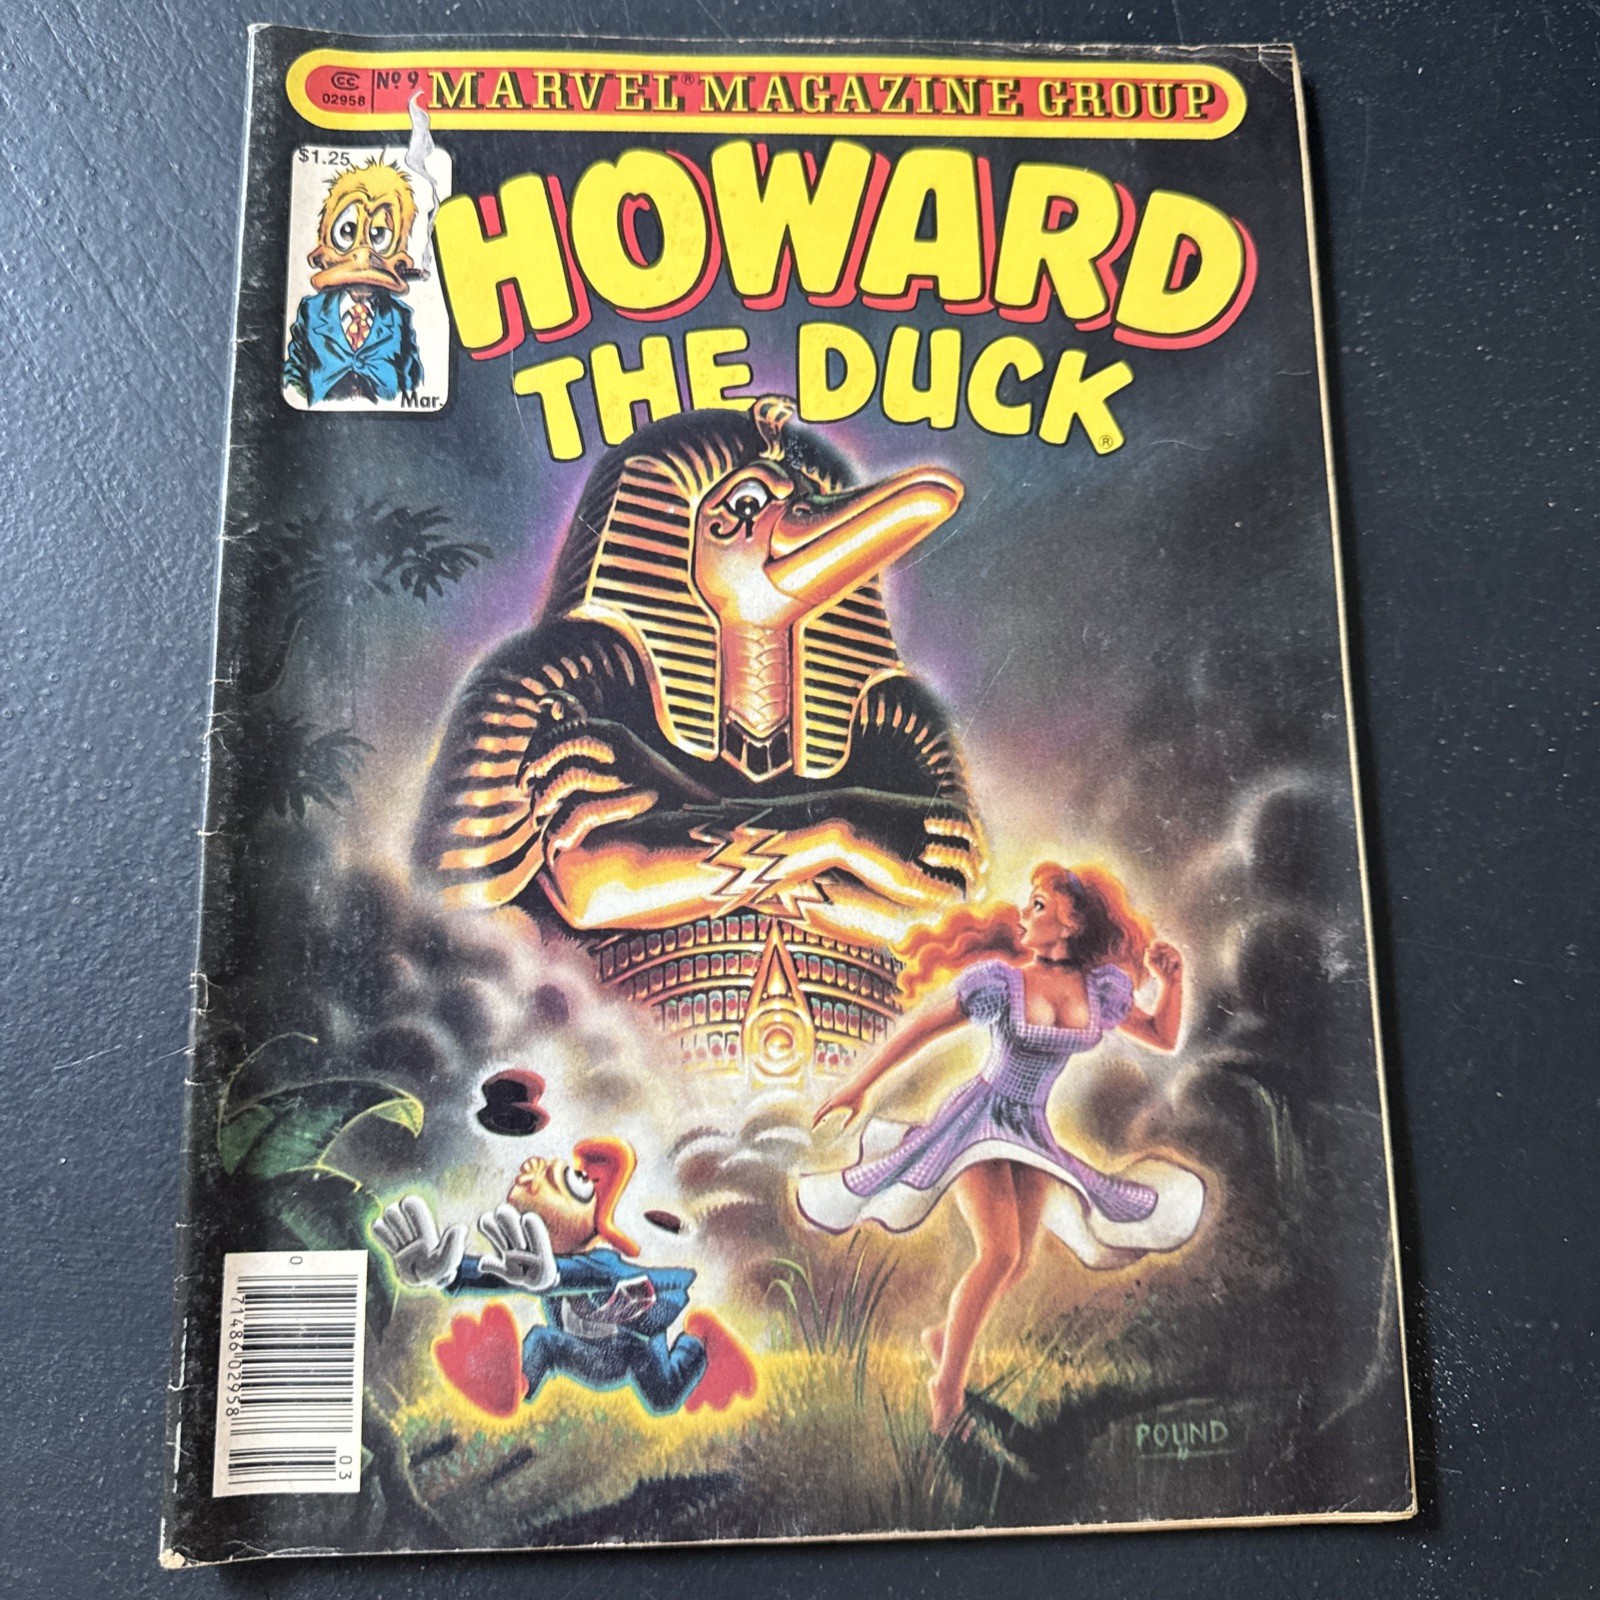 CC
02958
Nº 9
MARVEL® MAGAZINE GROUP
$1.25
Mar.
HOWARD
THE DUCK®
0
71486 02958
03
POUND